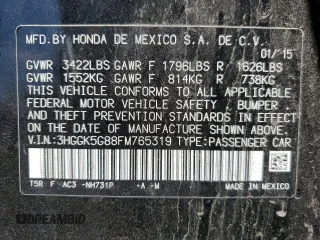 MFD.BY HONDA DE MEXICO S.A. DE C.V.
01/15
GVWR 3422LBS GAWR F 1796LBS R 1626LBS
GVWR 1552KG GAWR F 814KG R 738KG
THIS VEHICLE CONFORMS TO ALL APPLICABLE
FEDERAL MOTOR VEHICLE SAFETY, BUMPER,
AND THEFT PREVENTION STANDARDS IN EFFECT
ON THE DATE OF MANUFACTURE SHOWN ABOVE.
V.I.N.:3HGGK5G88FM765319 TYPE:PASSENGER CAR
T5R F AC3 -NH731P -A -M
MADE IN MEXICO